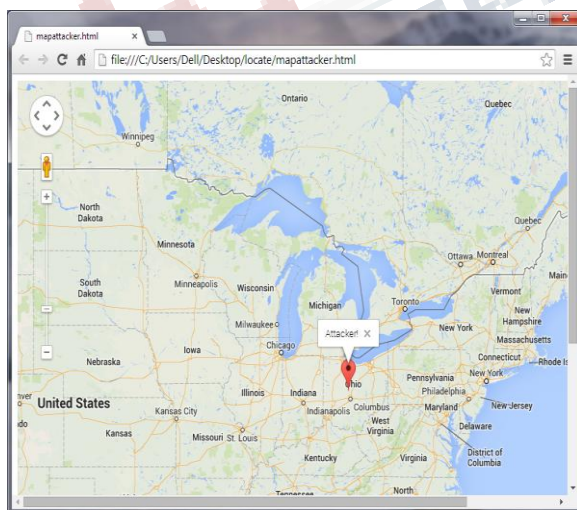 mapattacker.html x
file:///C:/Users/Dell/Desktop/locate/mapattacker.html
Ontario
Quebec
Winnipeg
North
Dakota
Quebec
Minnesota
Ottawa Montreal
Main
South
Dakota
Minneapolis
Wisconsin
Vermont
Michigan
Toronto
New
Hampshire
Milwaukee
Attacker! X
New York
Massachusetts
Chicago
Iowa
Connecticut
Rhode Is
Nebraska
Ohio
Pennsylvania
New York
Illinois
Indiana
Philadelphia
United States
Indianapolis
Columbus
Maryland
New Jersey
Kansas City
West
Virginia
Delaware
Kansas
Missouri
St. Louis
District of
Columbia
Kentucky
Virginia
Tennessee
North